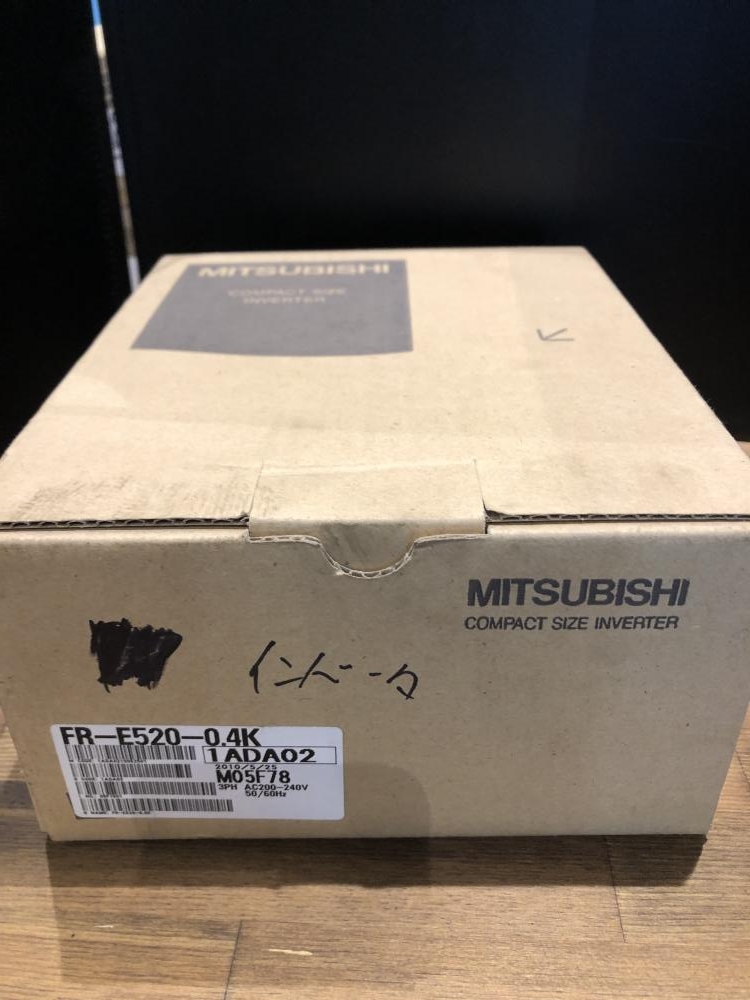 MITSUBISHI
COMPACT SIZE
INVERTER
MITSUBISHI
COMPACT SIZE INVERTER
インバータ
FR-E520-0.4K
1ADA02
2010/5/25
M05F78
3PH AC200-240V
50/60Hz